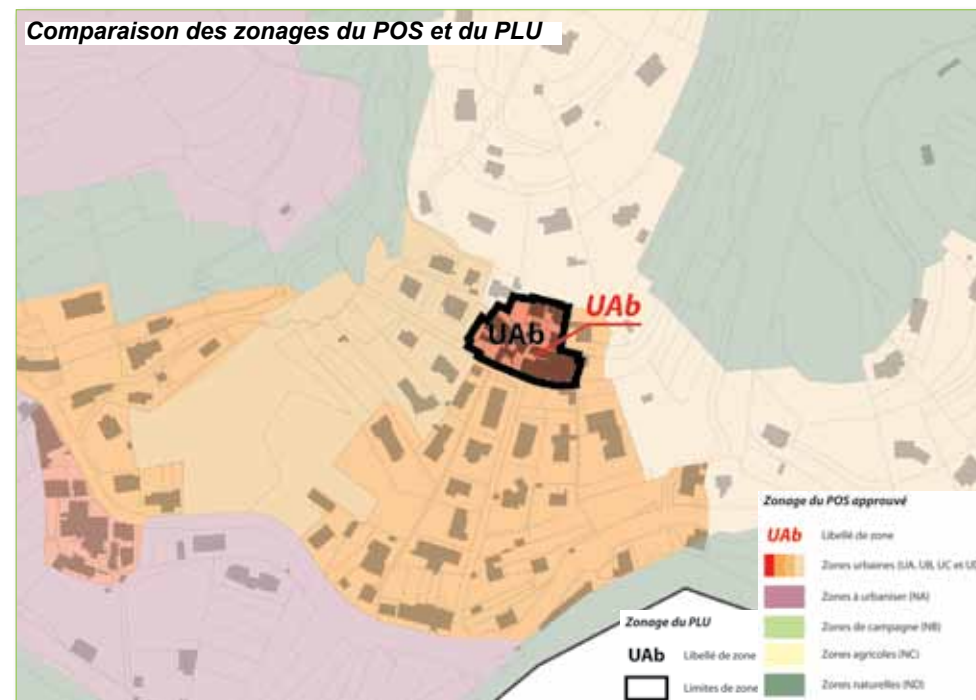 Comparaison des zonages du POS et du PLU
UAb
UAb
Zonage du POS approuvé
UAb Libellé de zone
Zones urbaines (UA, UB, UC et UD
Zones à urbaniser (NA)
Zones de campagne (NB)
Zones agricoles (NC)
Zones naturelles (ND)
Zonage du PLU
UAb Libellé de zone
Limites de zone